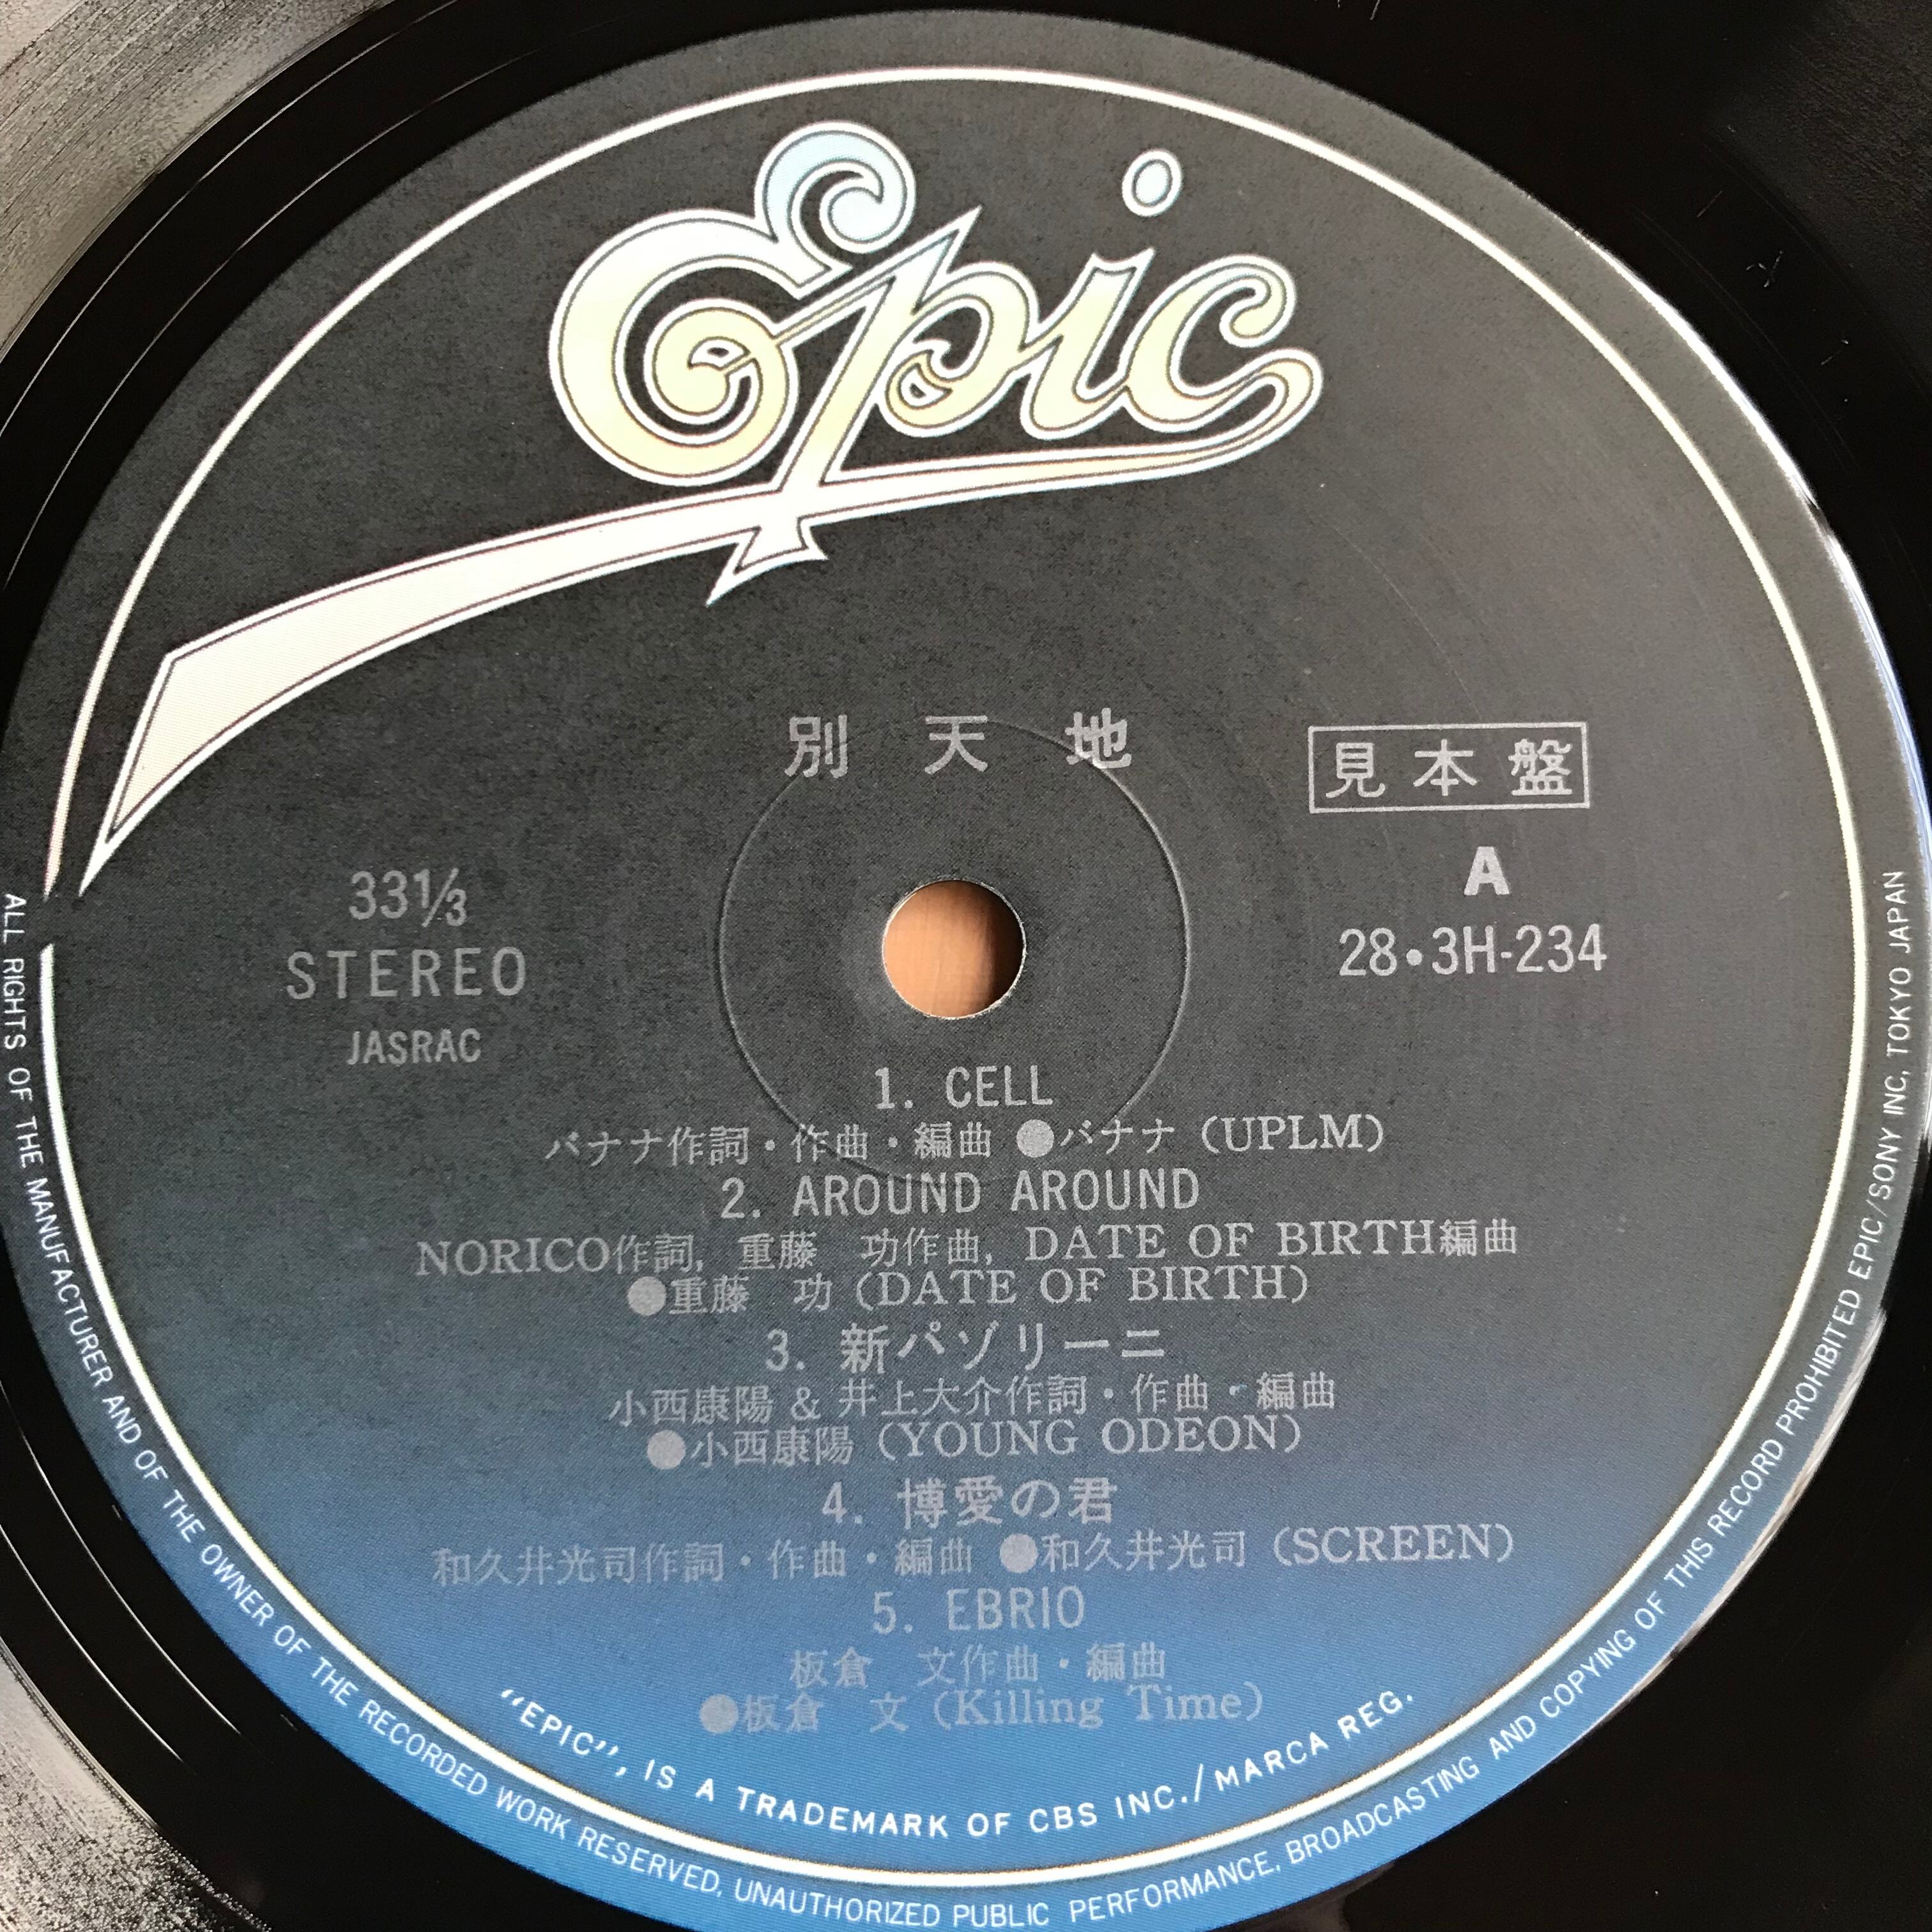 Epic
別天地
見本盤
33⅓
STEREO
JASRAC
A
28・3H-234
1. CELL
バナナ作詞・作曲・編曲 ●バナナ (UPLM)
2. AROUND AROUND
NORICO作詞, 重藤 功作曲, DATE OF BIRTH編曲
●重藤 功 (DATE OF BIRTH)
3. 新パゾリーニ
小西康陽 & 井上大介作詞・作曲・編曲
●小西康陽 (YOUNG ODEON)
4. 博愛の君
和久井光司作詞・作曲・編曲 ●和久井光司 (SCREEN)
5. EBRIO
板倉 文作曲・編曲
●板倉 文 (Killing Time)
"EPIC", IS A TRADEMARK OF CBS INC./MARCA REG.
ALL RIGHTS OF THE MANUFACTURER AND OF THE OWNER OF THE RECORDED WORK RESERVED. UNAUTHORIZED PUBLIC PERFORMANCE, BROADCASTING AND COPYING OF THIS RECORD PROHIBITED EPIC/SONY INC, TOKYO JAPAN